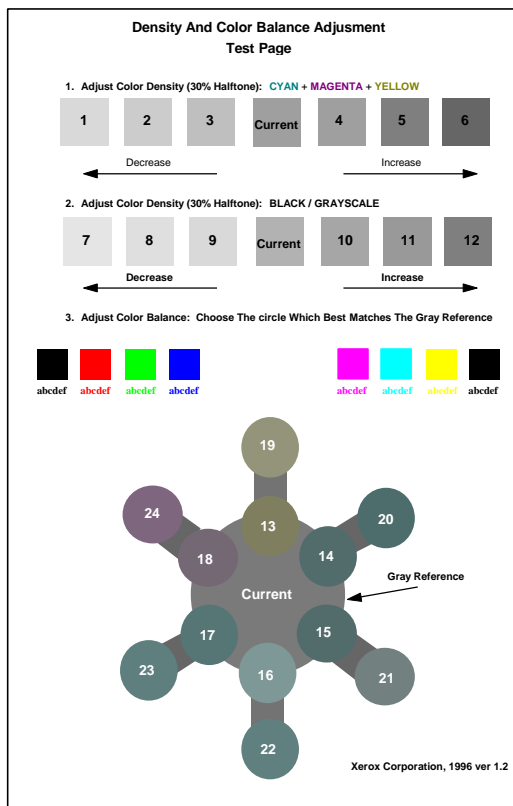 Density And Color Balance Adjusment
Test Page
1. Adjust Color Density (30% Halftone): CYAN + MAGENTA + YELLOW
1 2 3 Current 4 5 6
Decrease Increase
2. Adjust Color Density (30% Halftone): BLACK / GRAYSCALE
7 8 9 Current 10 11 12
Decrease Increase
3. Adjust Color Balance: Choose The circle Which Best Matches The Gray Reference
abcdef abcdef abcdef abcdef abcdef abcdef abcdef abcdef
19
24 20
13
18 14
Gray Reference
Current
17 15
16
23 21
22
Xerox Corporation, 1996 ver 1.2